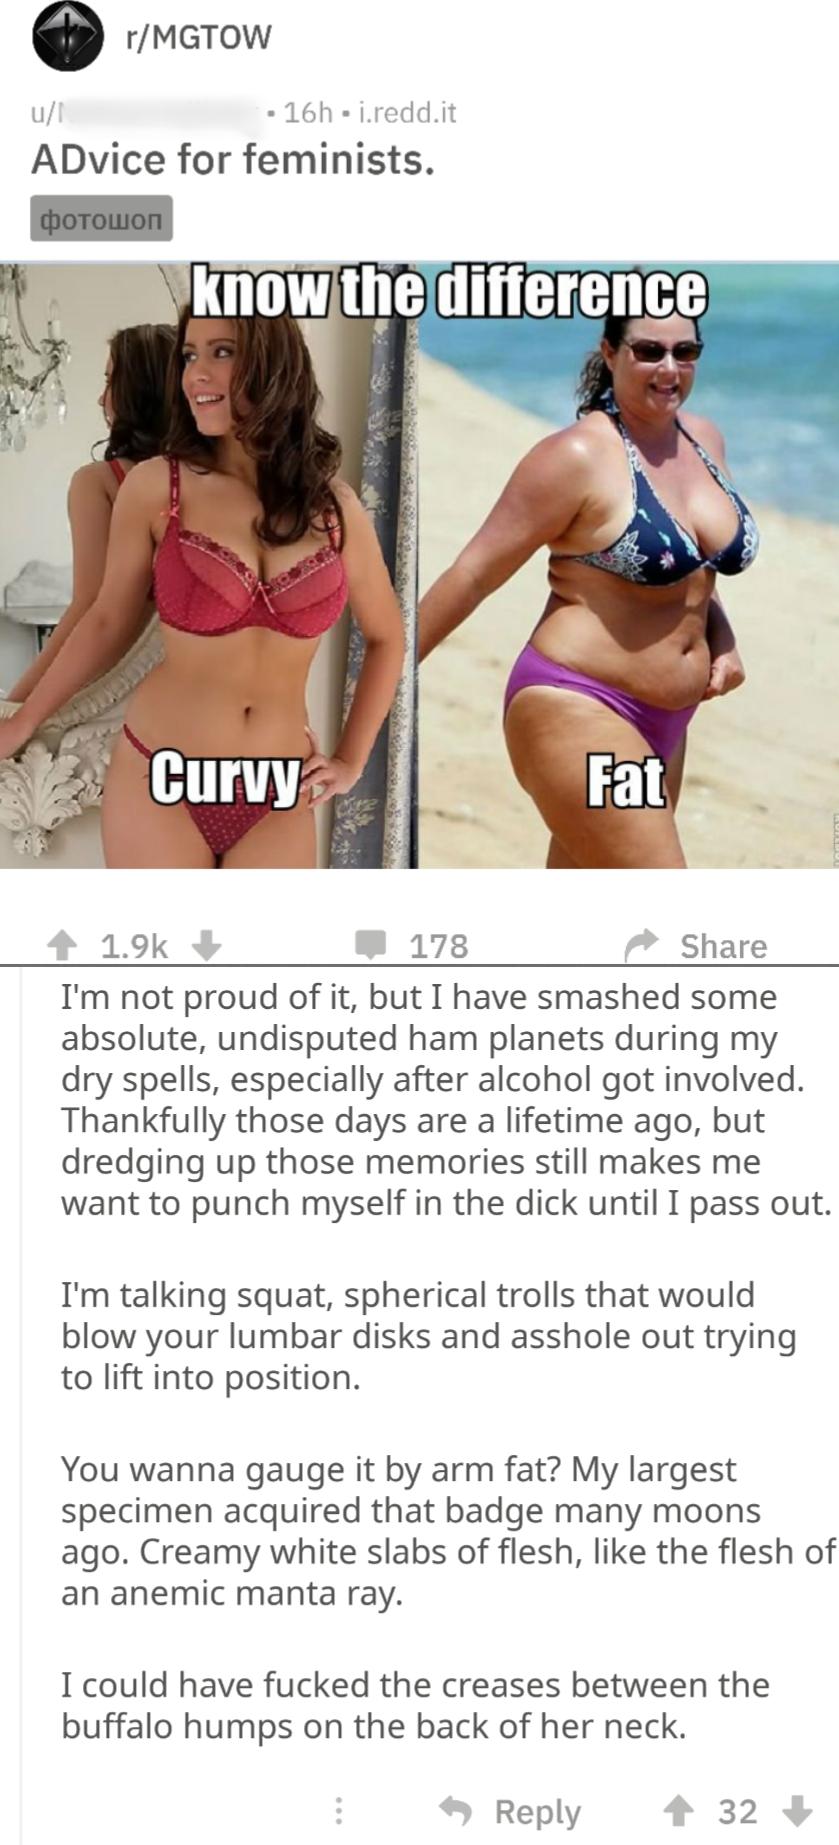 r/MGTOW
u/
• 16h • i.redd.it
ADvice for feminists.
фотошоп
know the difference
Curvy
Fat
1.9k
178
Share
I'm not proud of it, but I have smashed some
absolute, undisputed ham planets during my
dry spells, especially after alcohol got involved.
Thankfully those days are a lifetime ago, but
dredging up those memories still makes me
want to punch myself in the dick until I pass out.
I'm talking squat, spherical trolls that would
blow your lumbar disks and asshole out trying
to lift into position.
You wanna gauge it by arm fat? My largest
specimen acquired that badge many moons
ago. Creamy white slabs of flesh, like the flesh of
an anemic manta ray.
I could have fucked the creases between the
buffalo humps on the back of her neck.
Reply
32